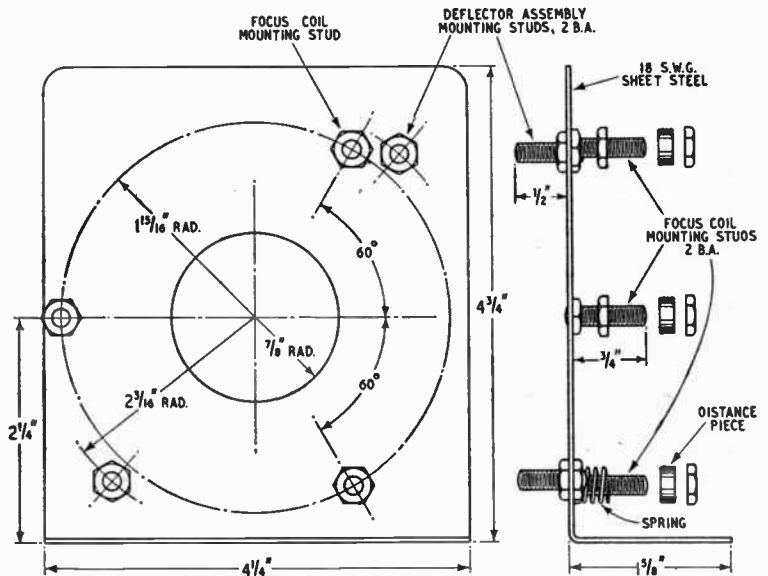 FOCUS COIL
MOUNTING STUD
DEFLECTOR ASSEMBLY
MOUNTING STUDS, 2 B.A.
18 S.W.G.
SHEET STEEL
1 15/16" RAD.
60°
1/2"
FOCUS COIL
MOUNTING STUDS
2 B.A.
4 3/4"
7/8" RAD.
3/4"
60°
2 3/16" RAD.
2 1/4"
DISTANCE
PIECE
SPRING
4 1/4"
1 5/8"